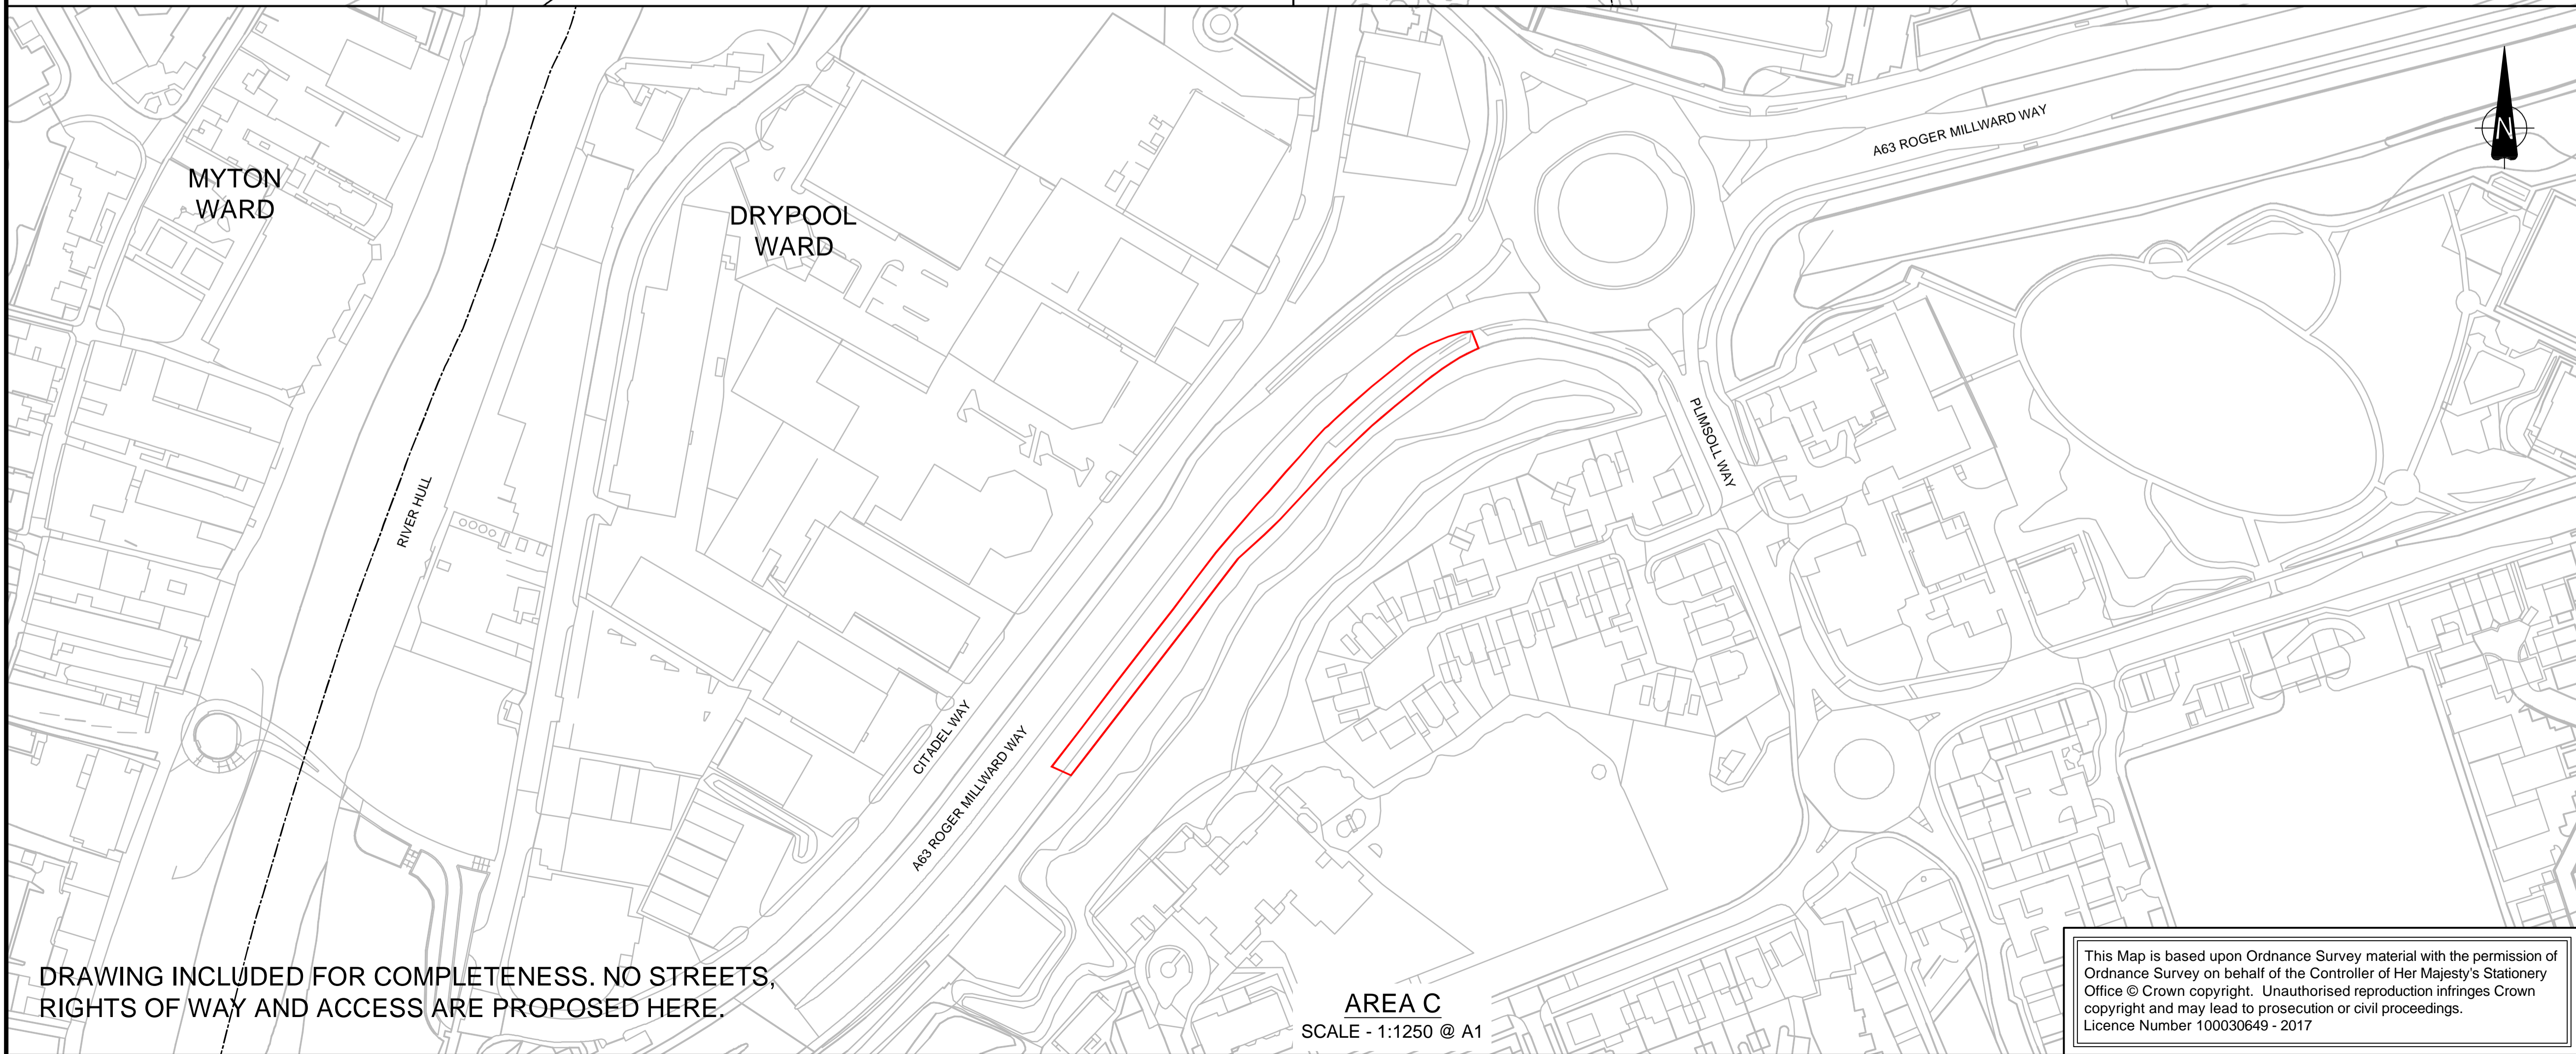 MYTON
WARD
DRYPOOL
WARD
A63 ROGER MILLWARD WAY
N
RIVER HULL
PLIMSOLL WAY
CITADEL WAY
A63 ROGER MILLWARD WAY
DRAWING INCLUDED FOR COMPLETENESS. NO STREETS,
RIGHTS OF WAY AND ACCESS ARE PROPOSED HERE.
AREA C
SCALE - 1:1250 @ A1
This Map is based upon Ordnance Survey material with the permission of
Ordnance Survey on behalf of the Controller of Her Majesty's Stationery
Office © Crown copyright. Unauthorised reproduction infringes Crown
copyright and may lead to prosecution or civil proceedings.
Licence Number 100030649 - 2017